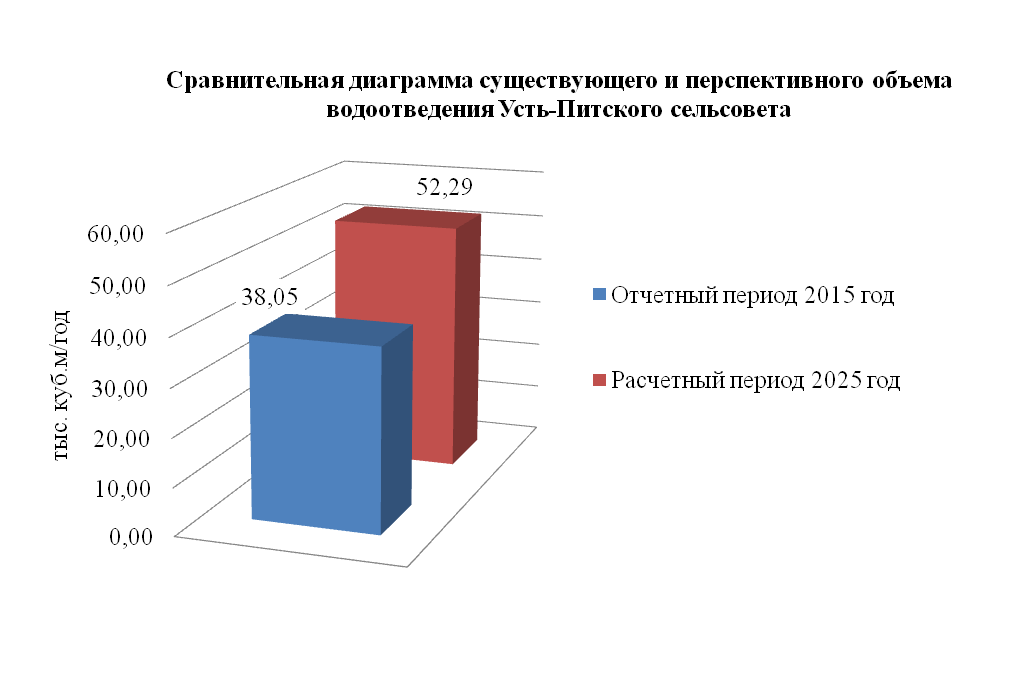 Сравнительная диаграмма существующего и перспективного объема
водоотведения Усть-Питского сельсовета
52,29
38,05
60,00
50,00
40,00
30,00
20,00
10,00
0,00
тыс. куб.м/год
Отчетный период 2015 год
Расчетный период 2025 год